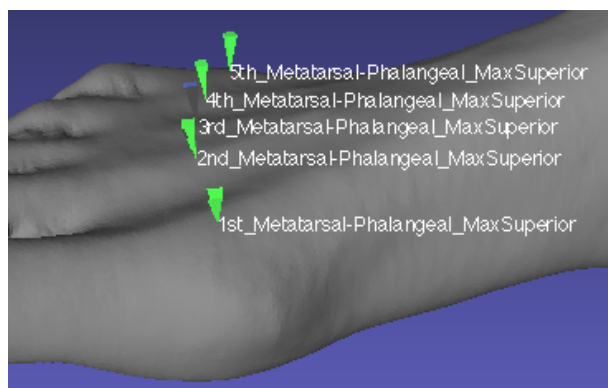 5th_Metatarsal-Phalangeal_MaxSuperior
4th_Metatarsal-Phalangeal_MaxSuperior
3rd_Metatarsal-Phalangeal_MaxSuperior
2nd_Metatarsal-Phalangeal_MaxSuperior
1st_Metatarsal-Phalangeal_MaxSuperior